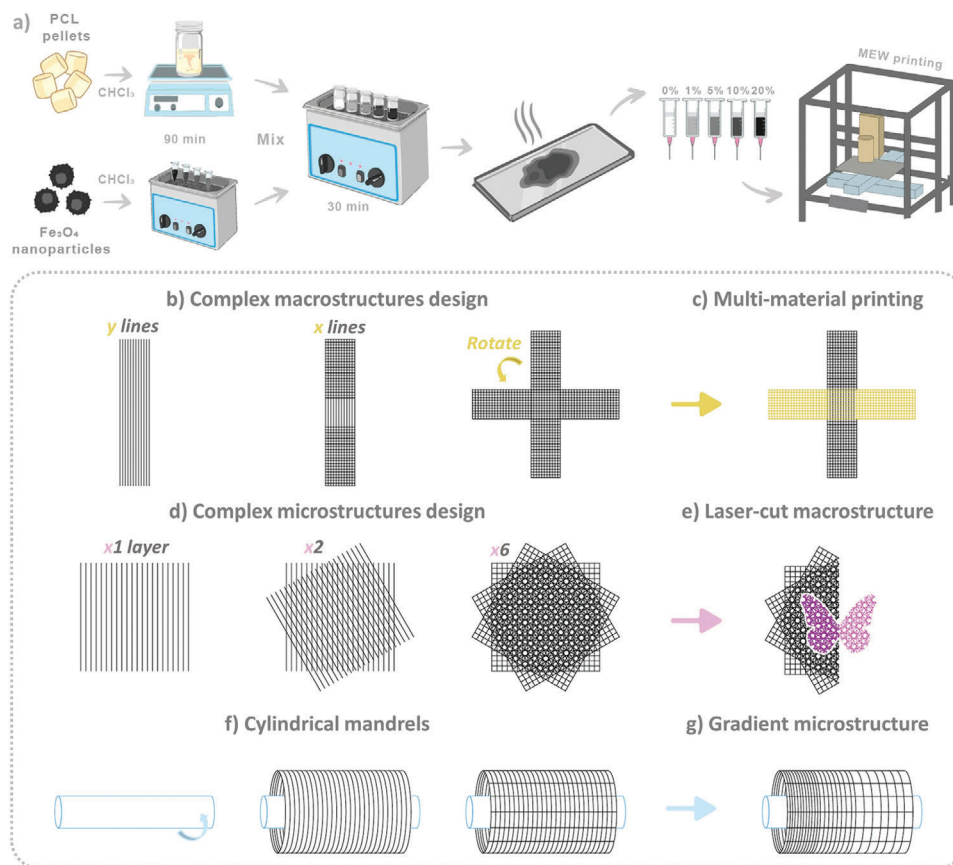 a)
PCL
pellets
CHCl₃
90 min
Mix
CHCl₃
Fe₃O₄
nanoparticles
30 min
0% 1% 5% 10% 20%
MEW printing
b) Complex macrostructures design
c) Multi-material printing
y lines
x lines
Rotate
d) Complex microstructures design
e) Laser-cut macrostructure
x1 layer
x2
x6
f) Cylindrical mandrels
g) Gradient microstructure